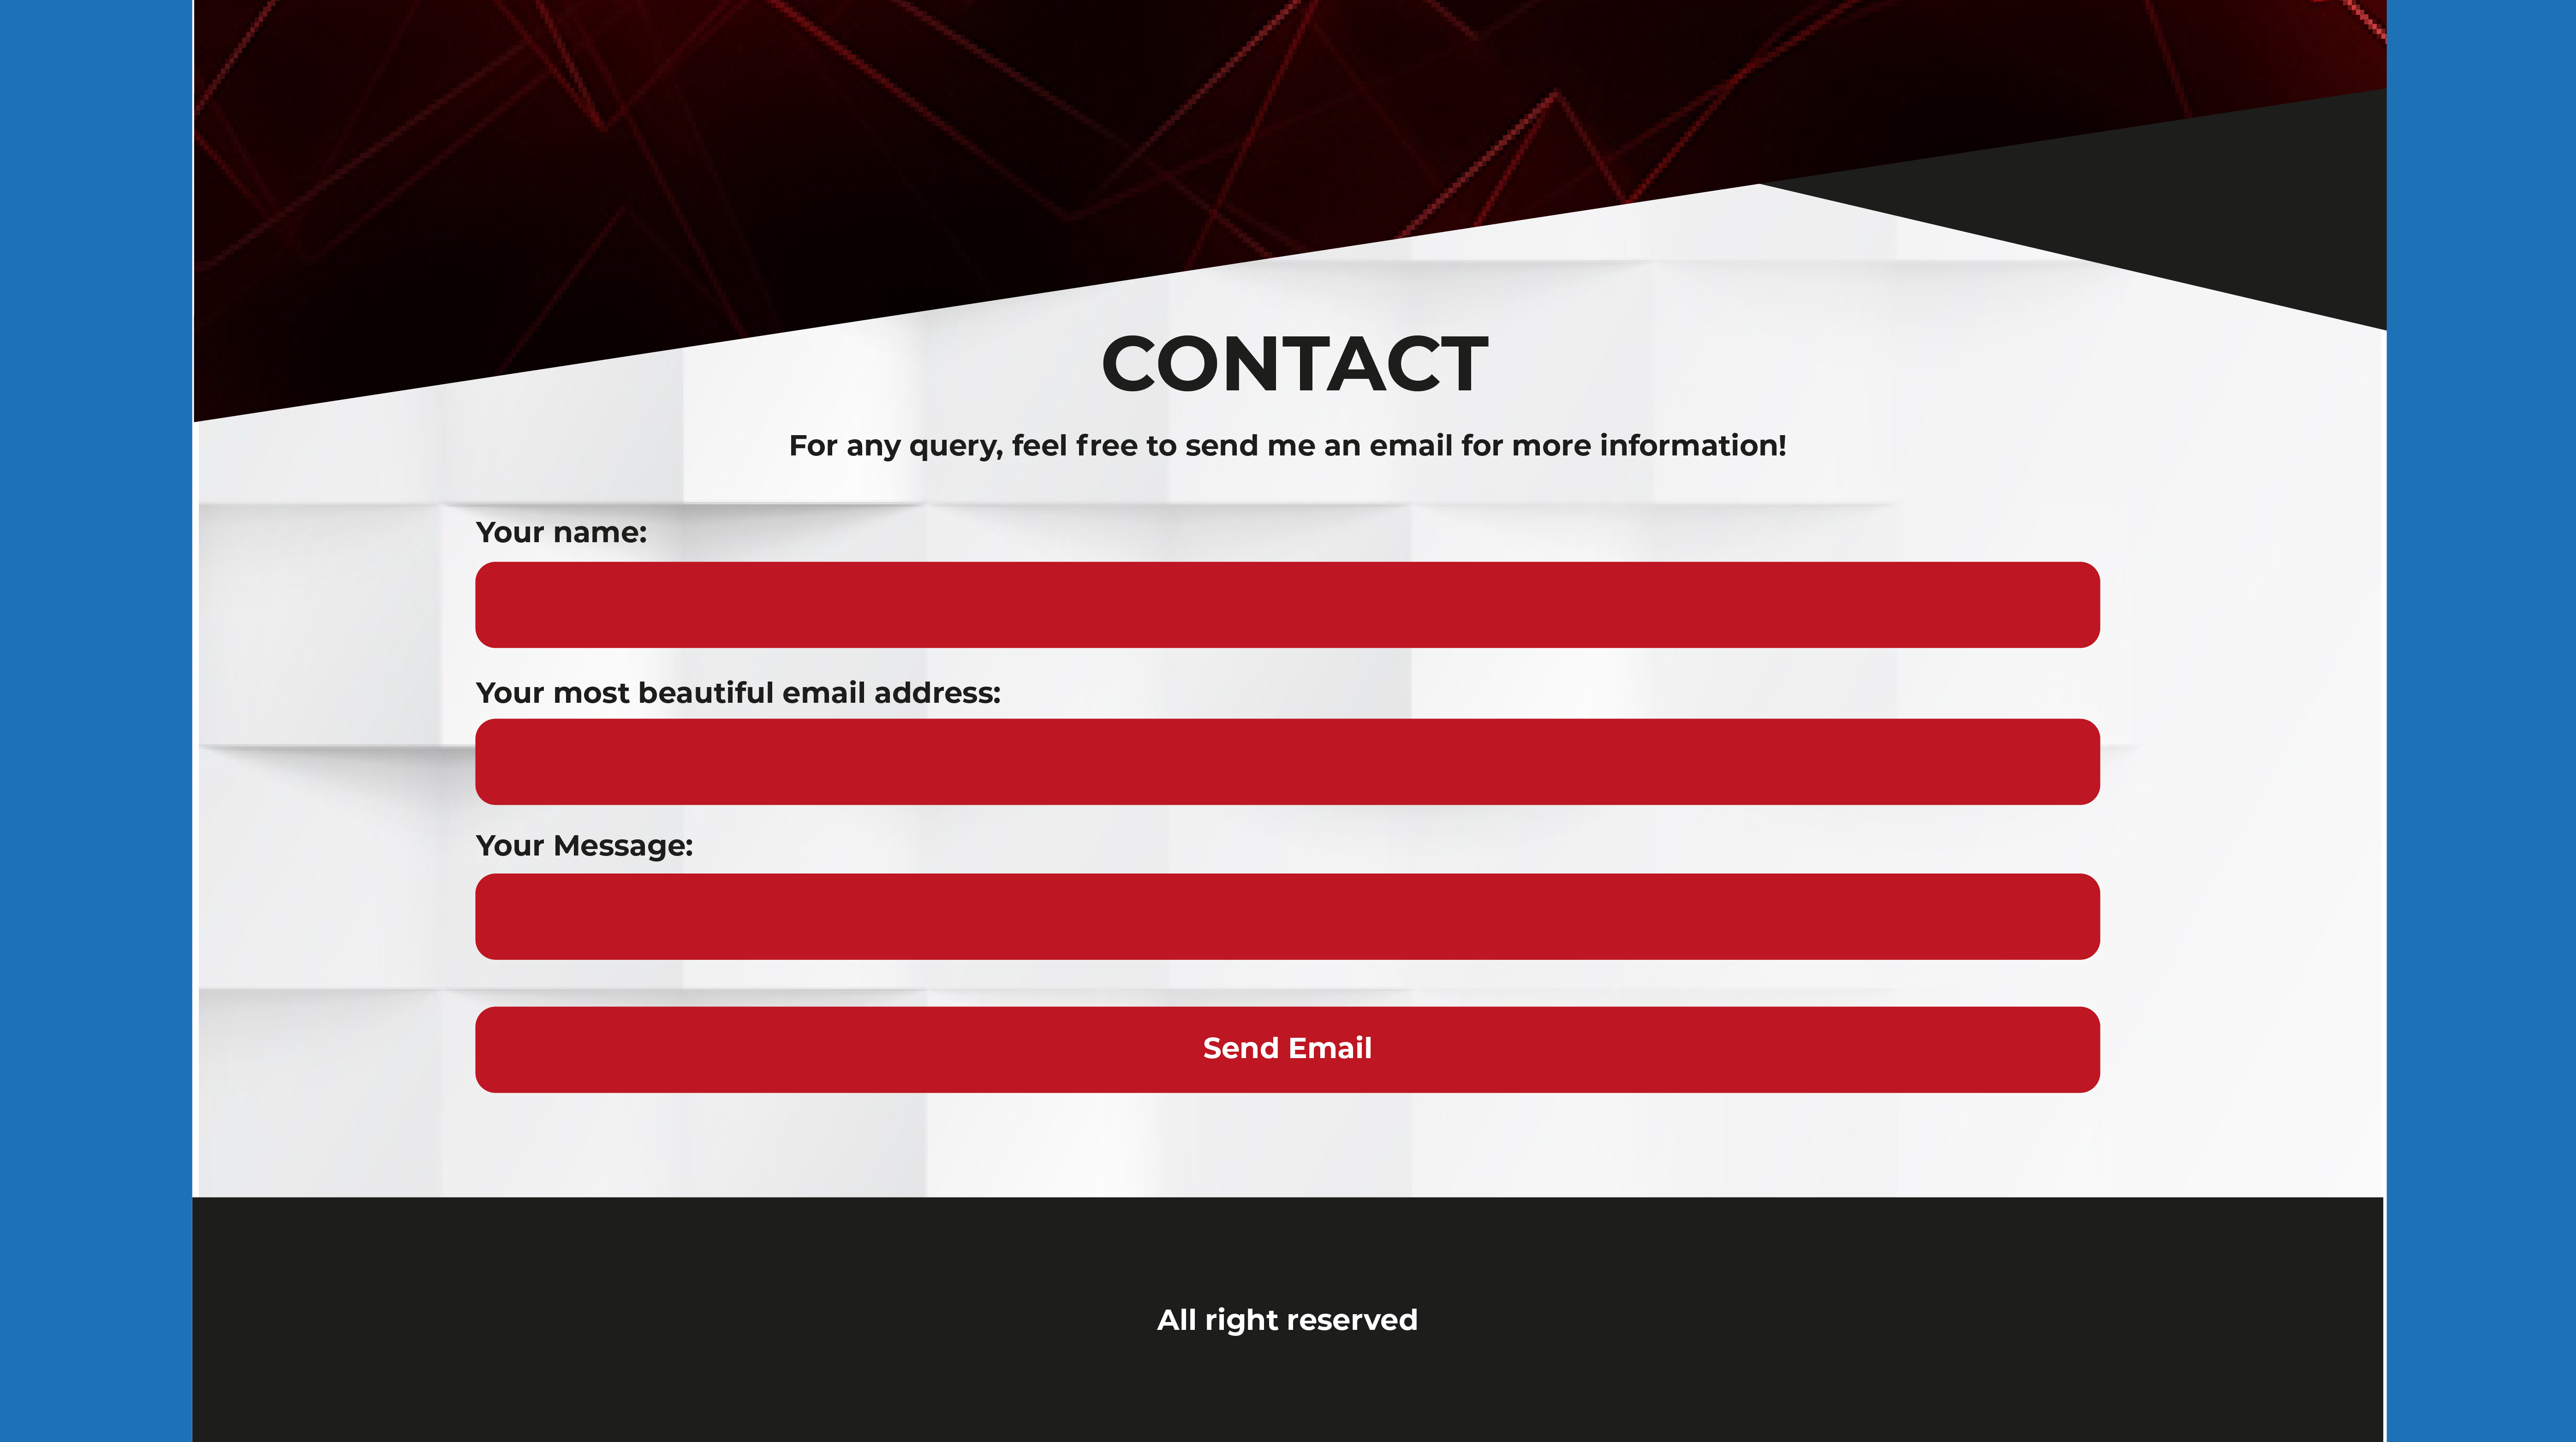 CONTACT
For any query, feel free to send me an email for more information!
Your name:
Your most beautiful email address:
Your Message:
Send Email
All right reserved